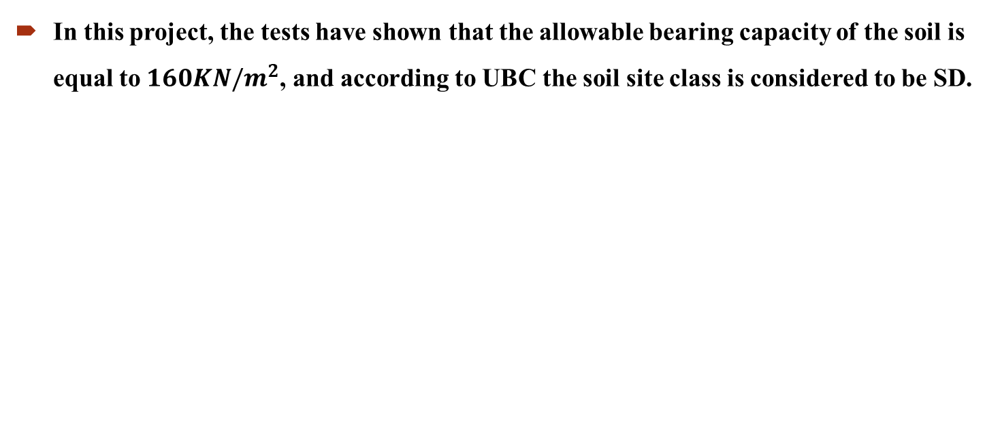 In this project, the tests have shown that the allowable bearing capacity of the soil is
equal to 160KN/m², and according to UBC the soil site class is considered to be SD.